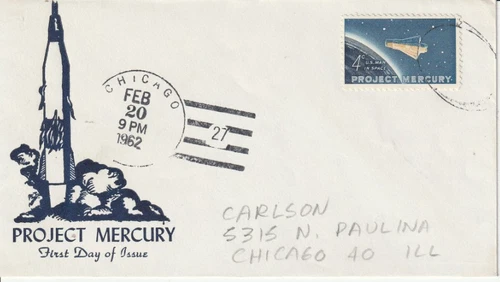 4¢ U.S. MAN
IN SPACE
PROJECT MERCURY
CHICAGO
FEB
20
9 PM
1962
27
CARLSON
5315 N. PAULINA
CHICAGO 40 ILL
PROJECT MERCURY
First Day of Issue